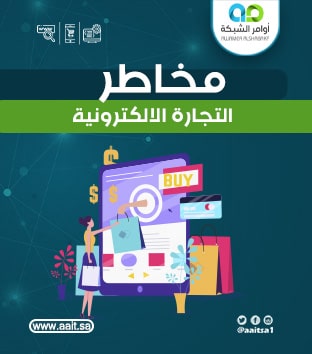 أوامر الشبكة
AWAMER ALSHABAKA
مخاطر
التجارة الالكترونية
BUY
www.aait.sa
@aaitsa1